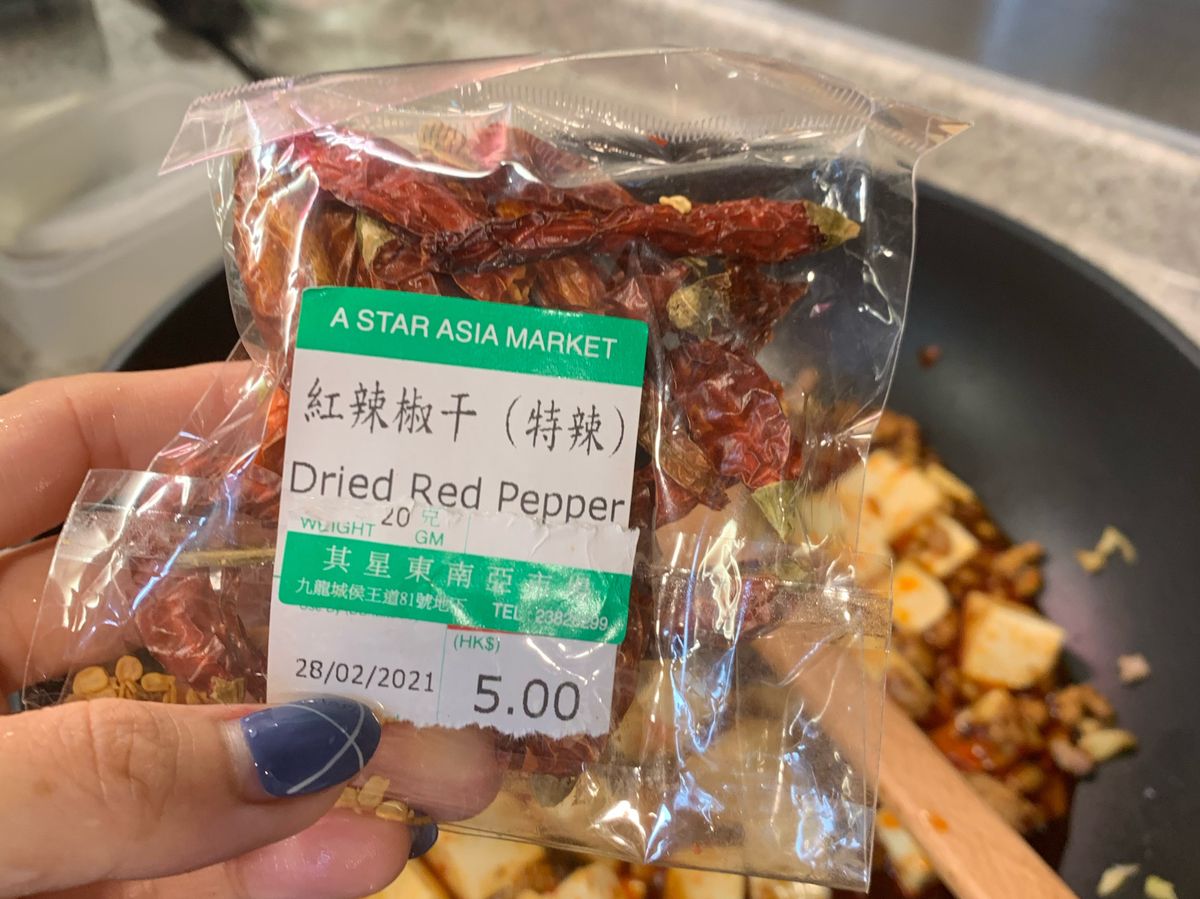 A STAR ASIA MARKET
紅辣椒干（特辣）
Dried Red Pepper
WEIGHT 20 克
GM
其星東南亞市場
九龍城侯王道81號地下 TEL
(HK$)
28/02/2021 5.00